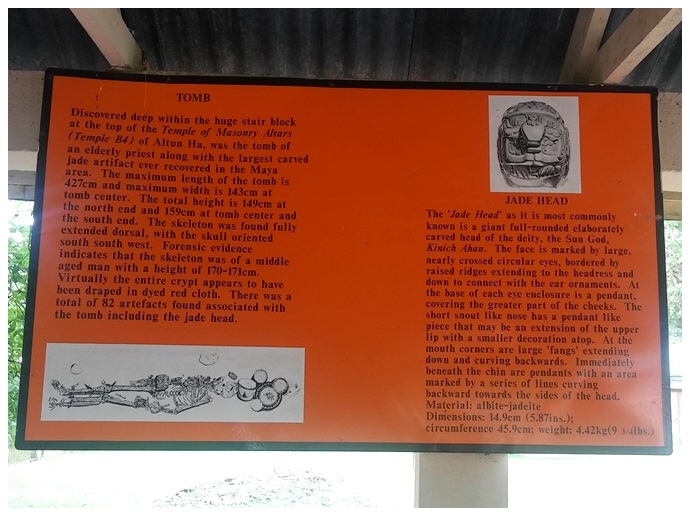 TOMB
Discovered deep within the huge stair block
at the top of the Temple of Masonry Altars
(Temple B4) of Altun Ha, was the tomb of
an elderly priest along with the largest carved
jade artifact ever recovered in the Maya
area. The maximum length of the tomb is
427cm and maximum width is 143cm at
tomb center. The total height is 149cm at
the north end and 159cm at tomb center and
the south end. The skeleton was found fully
extended dorsal, with the skull oriented
south south west. Forensic evidence
indicates that the skeleton was of a middle
aged man with a height of 170-171cm.
Virtually the entire crypt appears to have
been draped in dyed red cloth. There was a
total of 82 artefacts found associated with
the tomb including the jade head.
JADE HEAD
The 'Jade Head' as it is most commonly
known is a giant full-rounded elaborately
carved head of the deity, the Sun God,
Kinich Ahau. The face is marked by large,
nearly crossed circular eyes, bordered by
raised ridges extending to the headress and
down to connect with the ear ornaments. At
the base of each eye enclosure is a pendant,
covering the greater part of the cheeks. The
short snout like nose has a pendant like
piece that may be an extension of the upper
lip with a smaller decoration atop. At the
mouth corners are large 'fangs' extending
down and curving backwards. Immediately
beneath the chin are pendants with an area
marked by a series of lines curving
backward towards the sides of the head.
Material: albite-jadeite
Dimensions: 14.9cm (5.87ins.);
circumference 45.9cm; weight: 4.42kg(9 3/4lbs.)